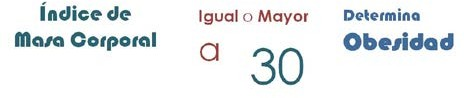 Índice de
Masa Corporal
Igual o Mayor
a 30
Determina
Obesidad